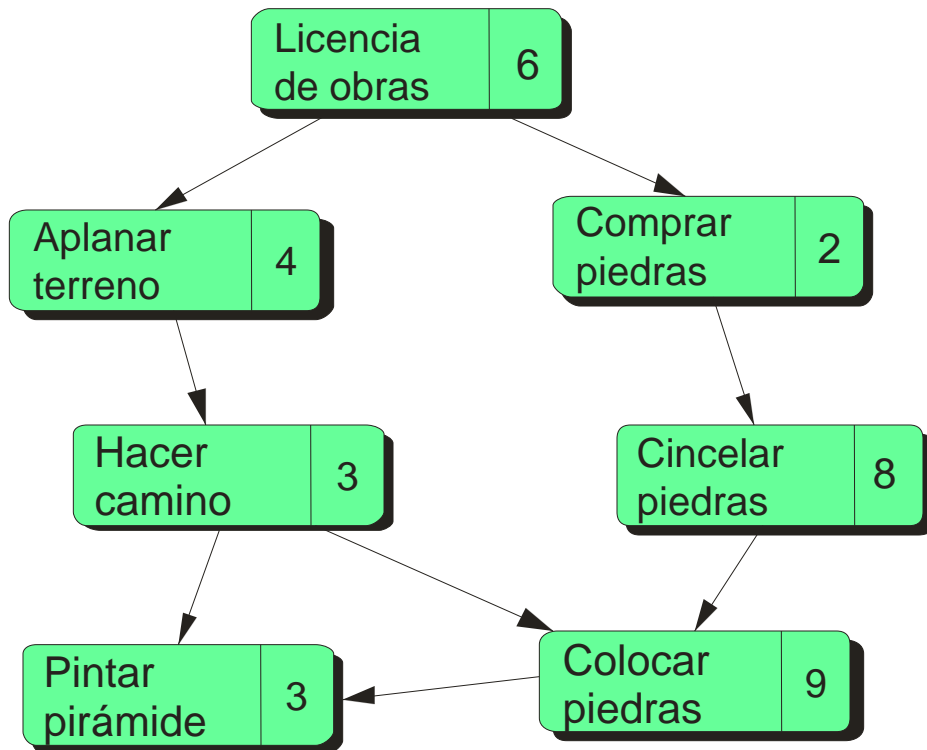 Licencia
de obras
6
Aplanar
terreno
4
Comprar
piedras
2
Hacer
camino
3
Cincelar
piedras
8
Pintar
pirámide
3
Colocar
piedras
9